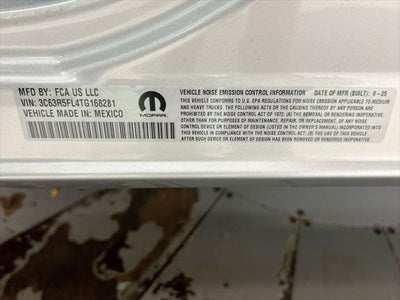 MFD BY: FCA US LLC
VIN: 3C63R5FL4TG168281
VEHICLE MADE IN: MEXICO
MOPAR
VEHICLE NOISE EMISSION CONTROL INFORMATION DATE OF MFR (BUILT): 8-25
THIS VEHICLE CONFORMS TO U.S. EPA REGULATIONS FOR NOISE EMISSION APPLICABLE TO MEDIUM
AND HEAVY TRUCKS. THE FOLLOWING ACTS OR THE CAUSING THEREOF BY ANY PERSON ARE
PROHIBITED BY THE NOISE CONTROL ACT OF 1972: (A) THE REMOVAL OR RENDERING INOPERATIVE,
OTHER THAN FOR PURPOSES OF MAINTENANCE, REPAIR, OR REPLACEMENT, OF ANY NOISE CONTROL
DEVICE OR ELEMENT OF DESIGN (LISTED IN THE OWNER'S MANUAL) INCORPORATED INTO
THIS VEHICLE IN COMPLIANCE WITH THE NOISE CONTROL ACT. (B) THE USE OF THIS VEHICLE
AFTER SUCH DEVICE OR ELEMENT OF DESIGN HAS BEEN REMOVED OR RENDERED INOPERATIVE.